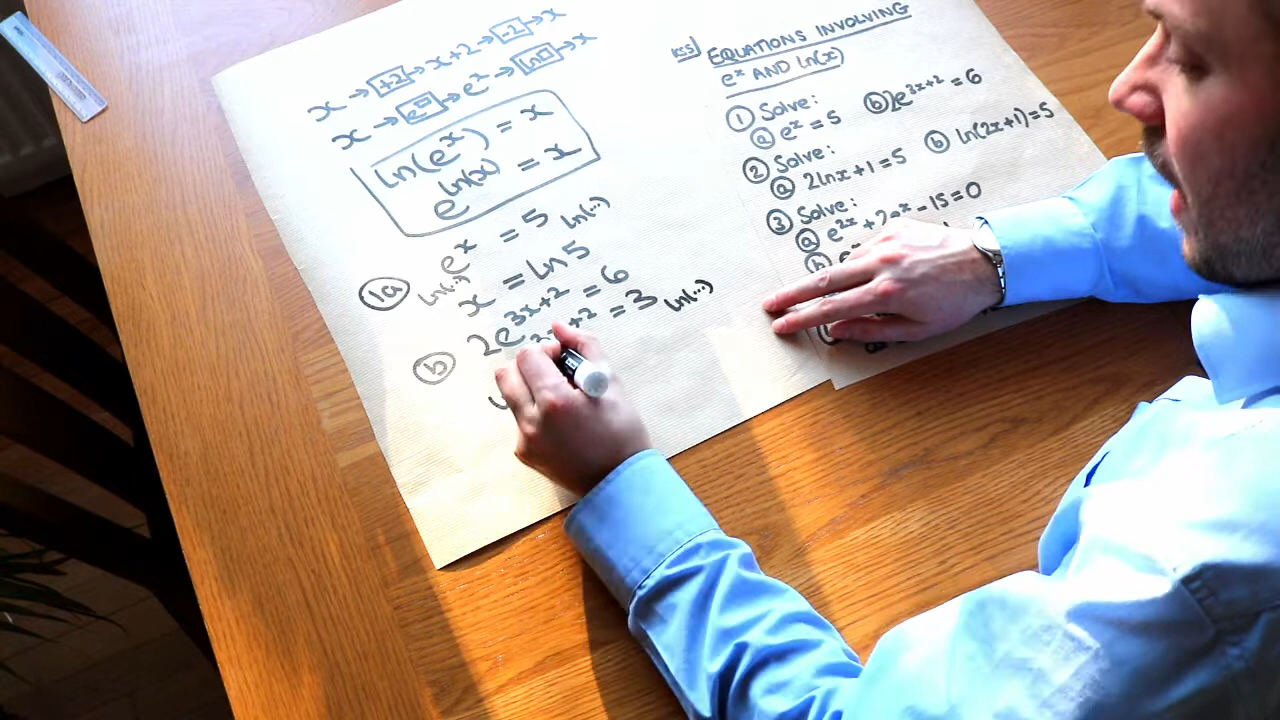 x → +2 → x+2 → -2 → x
x → e^□ → e^x → ln□ → x
ln(e^x) = x
e^ln(x) = x
1a e^x = 5 ln(...)
ln(...) x = ln5
b 2e^3x+2 = 6
+2 = 3 ln(...)
EQUATIONS INVOLVING
e^x AND ln(x)
1 Solve:
a e^x = 5 b 2e^3x+2 = 6
2 Solve:
a 2lnx+1=5 b ln(2x+1)=5
3 Solve:
a e^2x + 2e^x - 15=0
b